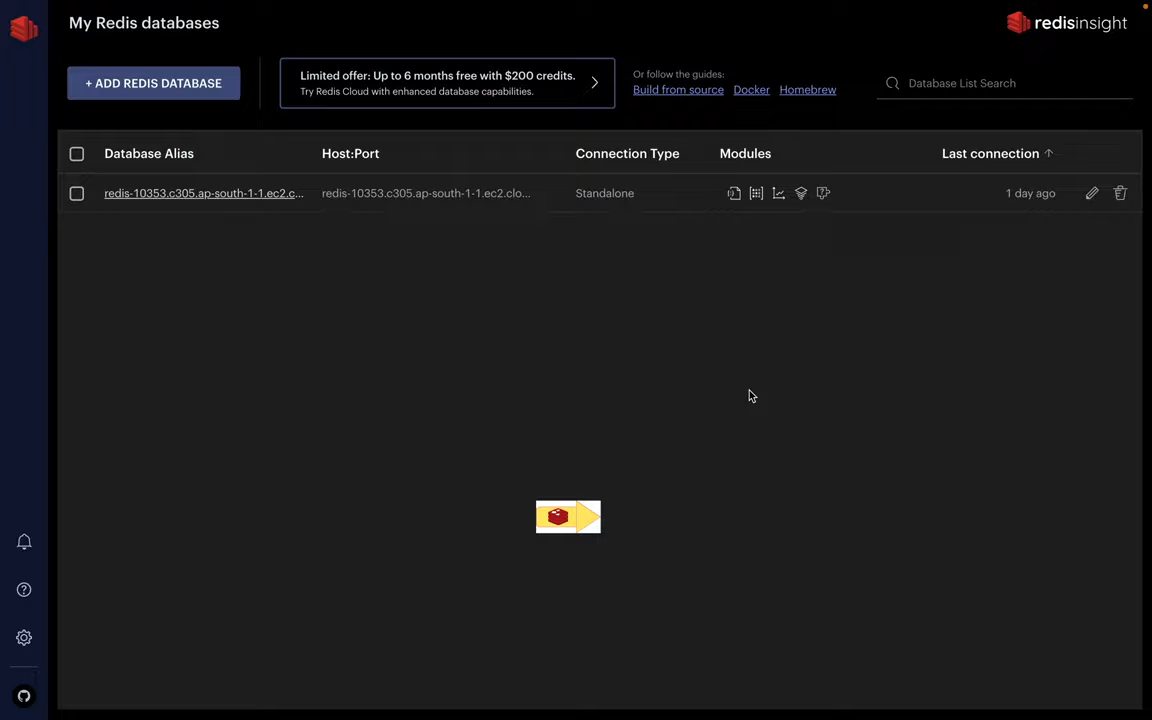 My Redis databases
redisinsight
+ ADD REDIS DATABASE
Limited offer: Up to 6 months free with $200 credits.
Try Redis Cloud with enhanced database capabilities.
Or follow the guides:
Build from source Docker Homebrew
Database List Search
Database Alias Host:Port Connection Type Modules Last connection
redis-10353.c305.ap-south-1-1.ec2.c... redis-10353.c305.ap-south-1-1.ec2.clo... Standalone 1 day ago